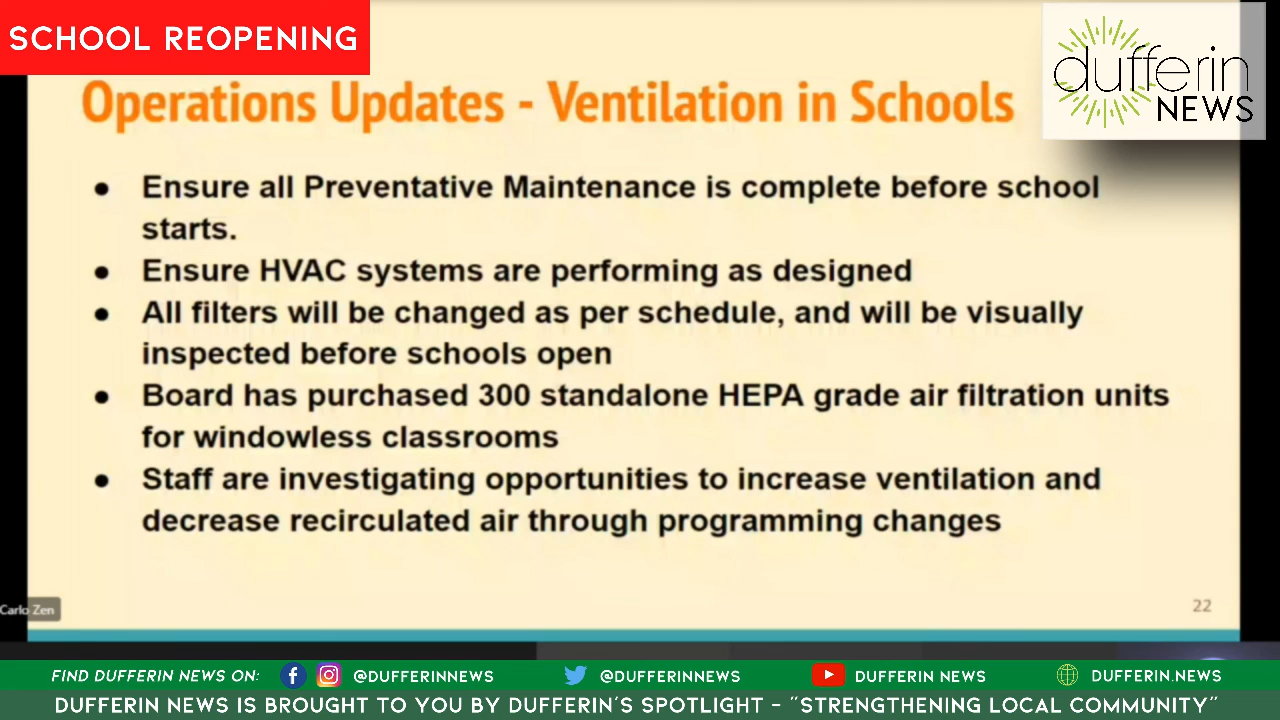 SCHOOL REOPENING
dufferin
NEWS
Operations Updates - Ventilation in Schools
● Ensure all Preventative Maintenance is complete before school
starts.
● Ensure HVAC systems are performing as designed
● All filters will be changed as per schedule, and will be visually
inspected before schools open
● Board has purchased 300 standalone HEPA grade air filtration units
for windowless classrooms
● Staff are investigating opportunities to increase ventilation and
decrease recirculated air through programming changes
Carlo Zen
22
FIND DUFFERIN NEWS ON: @DUFFERINNEWS @DUFFERINNEWS DUFFERIN NEWS DUFFERIN.NEWS
DUFFERIN NEWS IS BROUGHT TO YOU BY DUFFERIN'S SPOTLIGHT - "STRENGTHENING LOCAL COMMUNITY"